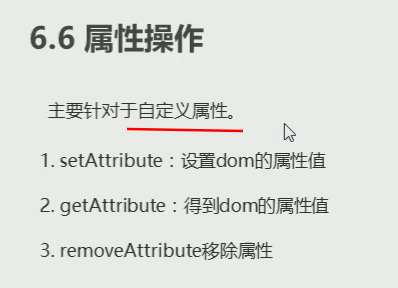 6.6 属性操作
主要针对于自定义属性。
1. setAttribute：设置dom的属性值
2. getAttribute：得到dom的属性值
3. removeAttribute移除属性